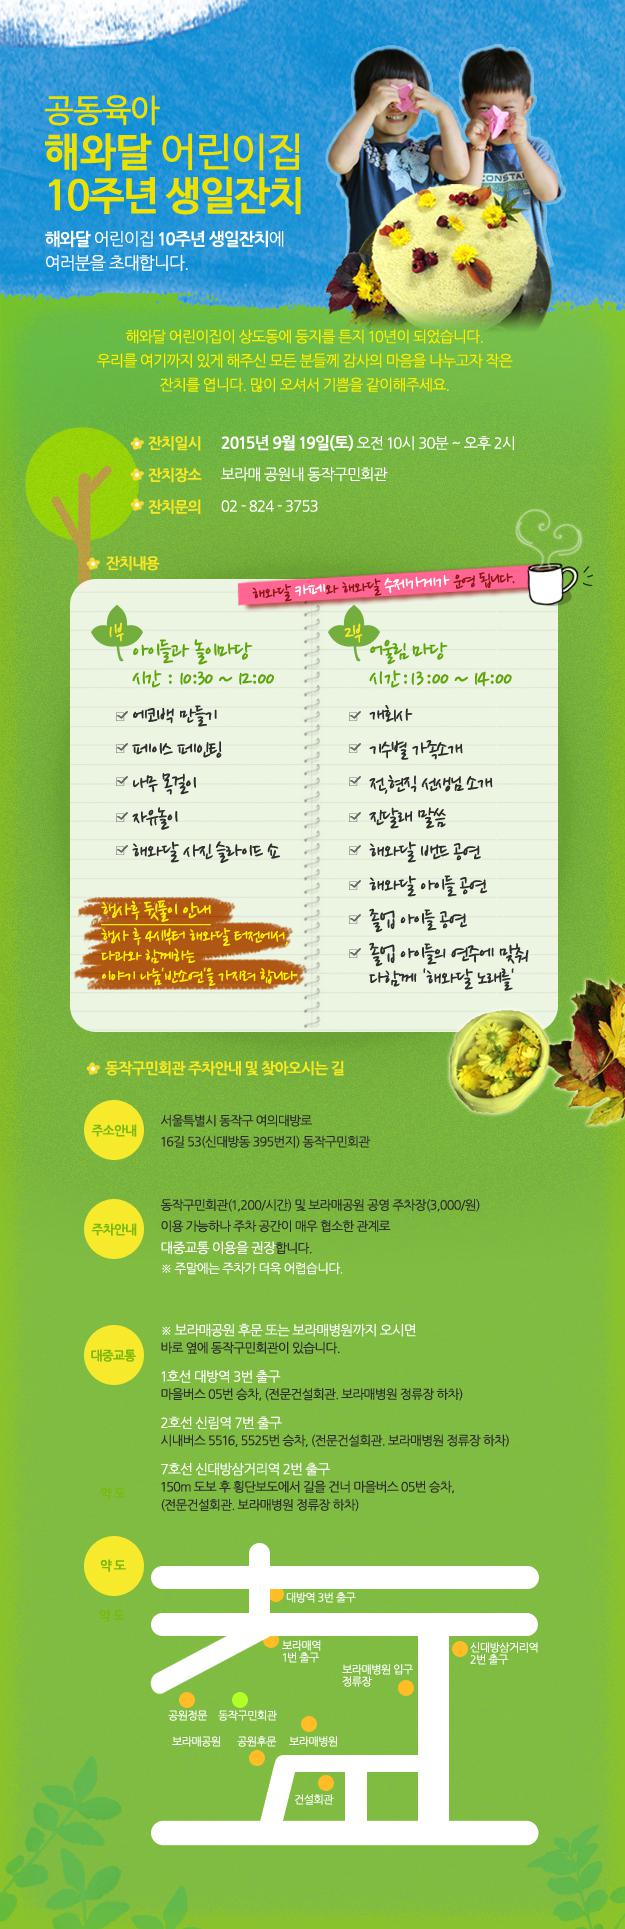 공동육아
해와달 어린이집
10주년 생일잔치
해와달 어린이집 10주년 생일잔치에
여러분을 초대합니다.
해와달 어린이집이 상도동에 둥지를 튼지 10년이 되었습니다.
우리를 여기까지 있게 해주신 모든 분들께 감사의 마음을 나누고자 작은
잔치를 엽니다. 많이 오셔서 기쁨을 같이해주세요.
잔치일시 2015년 9월 19일(토) 오전 10시 30분 ~ 오후 2시
잔치장소 보라매 공원내 동작구민회관
잔치문의 02 - 824 - 3753
잔치내용
해와달 카페와 해와달 수제가게가 운영 됩니다.
1부
아이들과 놀이마당
시간 : 10:30 ~ 12:00
에코백 만들기
페이스 페인팅
나무 목걸이
자유놀이
해와달 사진 슬라이드 쇼
행사후 뒷풀이 안내
행사 후 4시부터 해와달 터전에서,
다과와 함께하는
이야기 나눔'반소연'을 가지려 합니다.
2부
어울림 마당
시간 : 13:00 ~ 14:00
개회사
기수별 가족소개
전,현직 선생님 소개
진달래 말씀
해와달 밴드 공연
해와달 아이들 공연
졸업 아이들 공연
졸업 아이들의 연주에 맞춰
다함께 '해와달 노래를'
동작구민회관 주차안내 및 찾아오시는 길
주소안내
서울특별시 동작구 여의대방로
16길 53(신대방동 395번지) 동작구민회관
주차안내
동작구민회관(1,200/시간) 및 보라매공원 공영 주차장(3,000/원)
이용 가능하나 주차 공간이 매우 협소한 관계로
대중교통 이용을 권장합니다.
※ 주말에는 주차가 더욱 어렵습니다.
대중교통
※ 보라매공원 후문 또는 보라매병원까지 오시면
바로 옆에 동작구민회관이 있습니다.
1호선 대방역 3번 출구
마을버스 05번 승차, (전문건설회관. 보라매병원 정류장 하차)
2호선 신림역 7번 출구
시내버스 5516, 5525번 승차, (전문건설회관. 보라매병원 정류장 하차)
7호선 신대방삼거리역 2번 출구
150m 도보 후 횡단보도에서 길을 건너 마을버스 05번 승차,
(전문건설회관. 보라매병원 정류장 하차)
약 도
약 도
약 도
대방역 3번 출구
보라매역
1번 출구
신대방삼거리역
2번 출구
보라매병원 입구
정류장
공원정문
동작구민회관
보라매공원
공원후문
보라매병원
건설회관